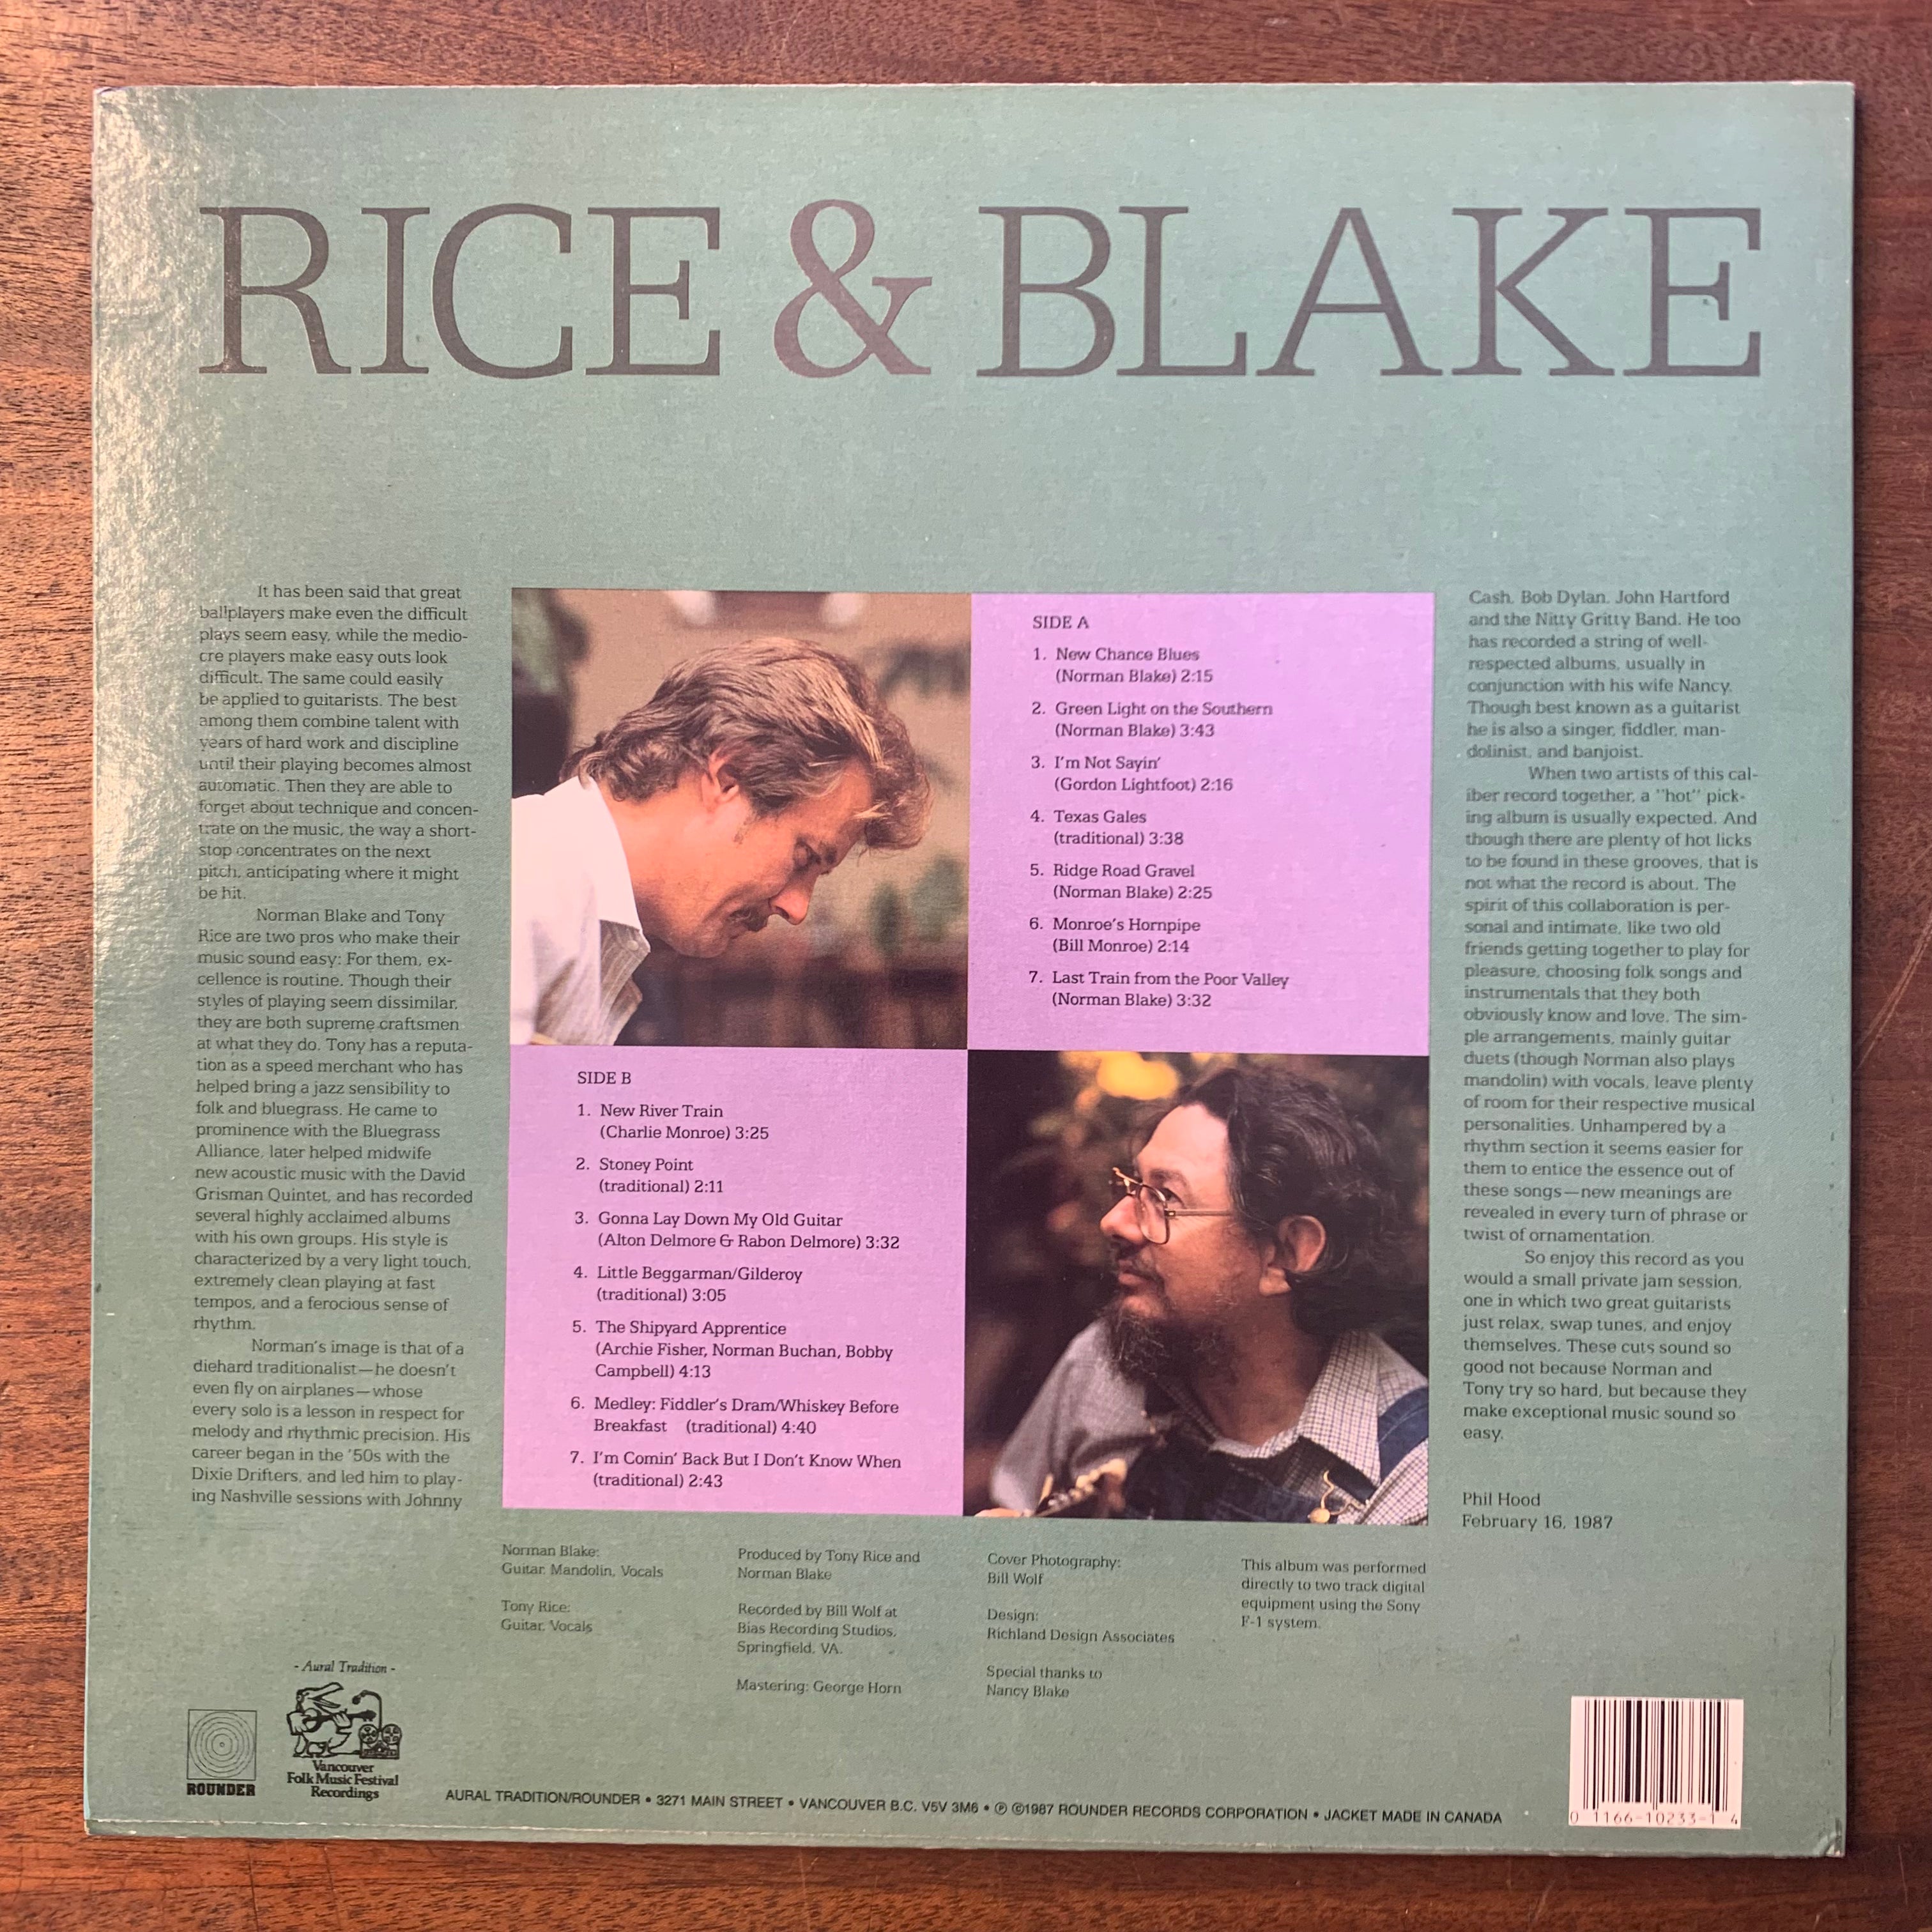 RICE & BLAKE
It has been said that great
ballplayers make even the difficult
plays seem easy, while the medio-
cre players make easy outs look
difficult. The same could easily
be applied to guitarists. The best
among them combine talent with
years of hard work and discipline
until their playing becomes almost
automatic. Then they are able to
forget about technique and concen-
trate on the music, the way a short-
stop concentrates on the next
pitch, anticipating where it might
be hit.
Norman Blake and Tony
Rice are two pros who make their
music sound easy: For them, ex-
cellence is routine. Though their
styles of playing seem dissimilar,
they are both supreme craftsmen
at what they do. Tony has a reputa-
tion as a speed merchant who has
helped bring a jazz sensibility to
folk and bluegrass. He came to
prominence with the Bluegrass
Alliance, later helped midwife
new acoustic music with the David
Grisman Quintet, and has recorded
several highly acclaimed albums
with his own groups. His style is
characterized by a very light touch,
extremely clean playing at fast
tempos, and a ferocious sense of
rhythm.
Norman's image is that of a
diehard traditionalist—he doesn't
even fly on airplanes—whose
every solo is a lesson in respect for
melody and rhythmic precision. His
career began in the '50s with the
Dixie Drifters, and led him to play-
ing Nashville sessions with Johnny
SIDE A
1. New Chance Blues
(Norman Blake) 2:15
2. Green Light on the Southern
(Norman Blake) 3:43
3. I'm Not Sayin'
(Gordon Lightfoot) 2:16
4. Texas Gales
(traditional) 3:38
5. Ridge Road Gravel
(Norman Blake) 2:25
6. Monroe's Hornpipe
(Bill Monroe) 2:14
7. Last Train from the Poor Valley
(Norman Blake) 3:32
SIDE B
1. New River Train
(Charlie Monroe) 3:25
2. Stoney Point
(traditional) 2:11
3. Gonna Lay Down My Old Guitar
(Alton Delmore & Rabon Delmore) 3:32
4. Little Beggarman/Gilderoy
(traditional) 3:05
5. The Shipyard Apprentice
(Archie Fisher, Norman Buchan, Bobby
Campbell) 4:13
6. Medley: Fiddler's Dram/Whiskey Before
Breakfast (traditional) 4:40
7. I'm Comin' Back But I Don't Know When
(traditional) 2:43
Cash, Bob Dylan, John Hartford
and the Nitty Gritty Band. He too
has recorded a string of well-
respected albums, usually in
conjunction with his wife Nancy.
Though best known as a guitarist
he is also a singer, fiddler, man-
dolinist, and banjoist.
When two artists of this cal-
iber record together, a "hot" pick-
ing album is usually expected. And
though there are plenty of hot licks
to be found in these grooves, that is
not what the record is about. The
spirit of this collaboration is per-
sonal and intimate, like two old
friends getting together to play for
pleasure, choosing folk songs and
instrumentals that they both
obviously know and love. The sim-
ple arrangements, mainly guitar
duets (though Norman also plays
mandolin) with vocals, leave plenty
of room for their respective musical
personalities. Unhampered by a
rhythm section it seems easier for
them to entice the essence out of
these songs—new meanings are
revealed in every turn of phrase or
twist of ornamentation.
So enjoy this record as you
would a small private jam session,
one in which two great guitarists
just relax, swap tunes, and enjoy
themselves. These cuts sound so
good not because Norman and
Tony try so hard, but because they
make exceptional music sound so
easy.
Phil Hood
February 16, 1987
Norman Blake:
Guitar, Mandolin, Vocals
Tony Rice:
Guitar, Vocals
Produced by Tony Rice and
Norman Blake
Recorded by Bill Wolf at
Bias Recording Studios,
Springfield, VA.
Mastering: George Horn
Cover Photography:
Bill Wolf
Design:
Richland Design Associates
Special thanks to
Nancy Blake
This album was performed
directly to two track digital
equipment using the Sony
F-1 system.
ROUNDER
- Aural Tradition -
Vancouver
Folk Music Festival
Recordings
AURAL TRADITION/ROUNDER • 3271 MAIN STREET • VANCOUVER B.C. V5V 3M6 • ℗ ©1987 ROUNDER RECORDS CORPORATION • JACKET MADE IN CANADA
0 1166-10233-1 4